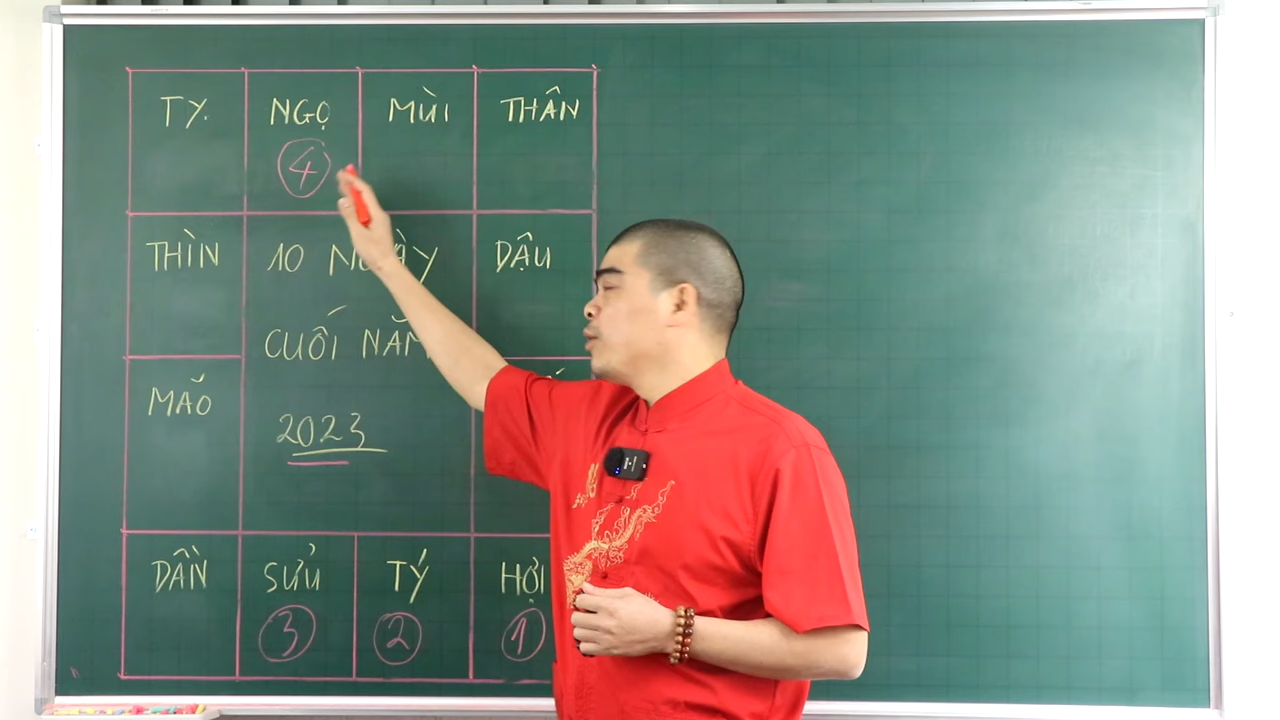 TỴ NGỌ MÙI THÂN
4
THÌN 10 NGÀY DẬU
CUỐI NĂM
MÃO
2023
DẦN SỬU TÝ HỢI
3 2 1